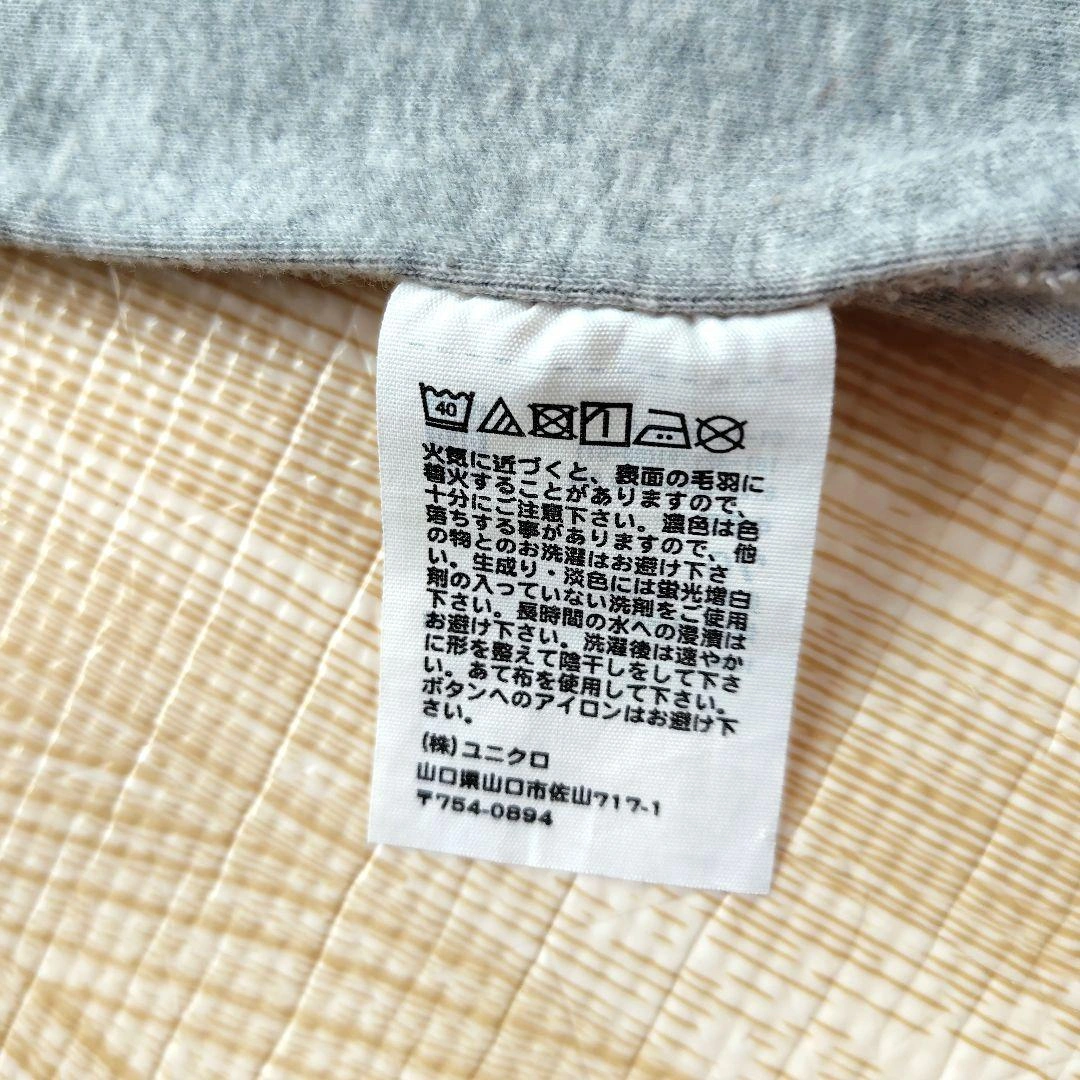 40
火気に近づくと、表面の毛羽に
着火することがありますので、
十分にご注意下さい。濃色は色
落ちする事がありますので、他
の物とのお洗濯はお避け下さ
い。生成り・淡色には蛍光増白
剤の入っていない洗剤をご使用
下さい。長時間の水への浸漬は
お避け下さい。洗濯後は速やか
に形を整えて陰干しをして下さ
い。あて布を使用して下さい。
ボタンへのアイロンはお避け下
さい。
(株)ユニクロ
山口県山口市佐山717-1
〒754-0894